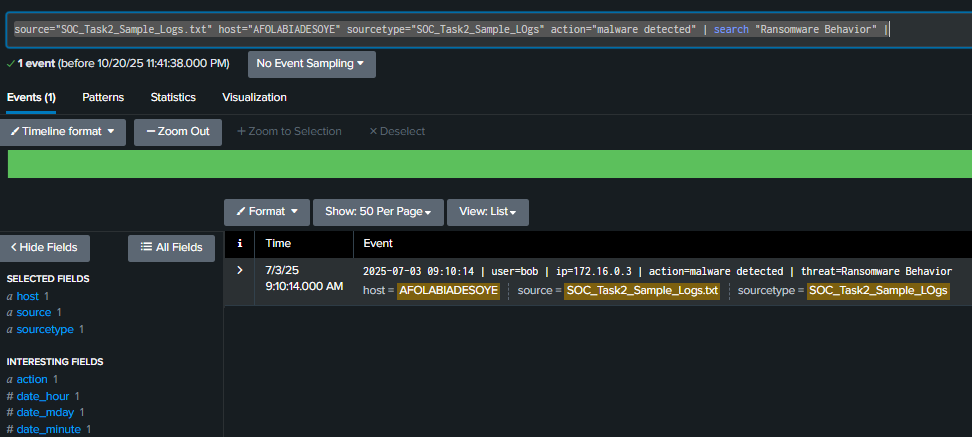 source="SOC_Task2_Sample_Logs.txt" host="AFOLABIADESOYE" sourcetype="SOC_Task2_Sample_LOgs" action="malware detected" | search "Ransomware Behavior" |
✓ 1 event (before 10/20/25 11:41:38.000 PM) No Event Sampling ▼
Events (1) Patterns Statistics Visualization
Timeline format ▼ — Zoom Out + Zoom to Selection × Deselect
Format ▼ Show: 50 Per Page ▼ View: List ▼
< Hide Fields All Fields
i Time Event
SELECTED FIELDS
a host 1
a source 1
a sourcetype 1
INTERESTING FIELDS
a action 1
# date_hour 1
# date_mday 1
# date_minute 1
> 7/3/25
9:10:14.000 AM
2025-07-03 09:10:14 | user=bob | ip=172.16.0.3 | action=malware detected | threat=Ransomware Behavior
host = AFOLABIADESOYE source = SOC_Task2_Sample_Logs.txt sourcetype = SOC_Task2_Sample_LOgs